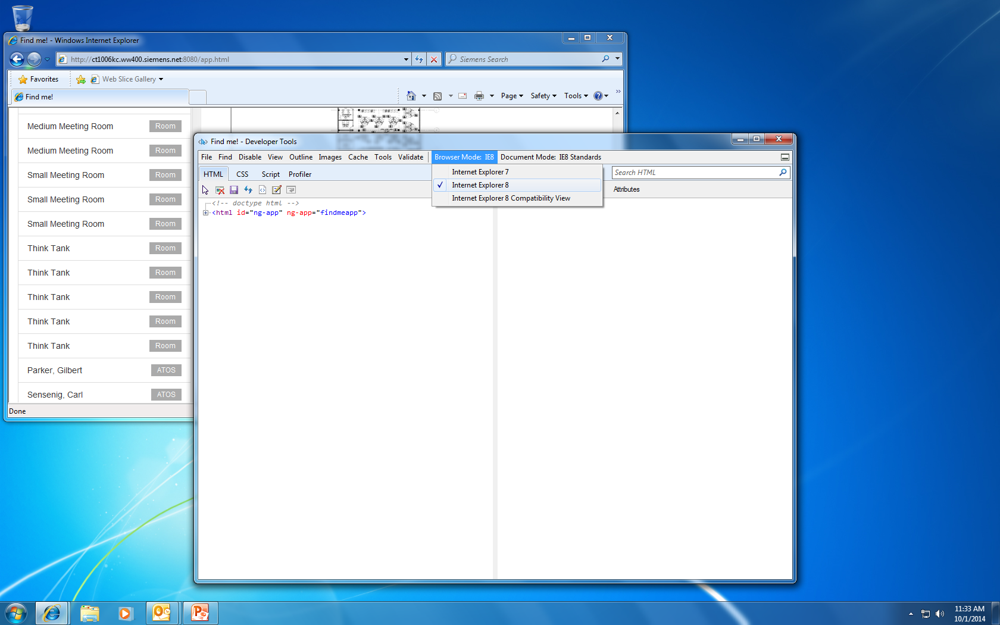 Find me! - Windows Internet Explorer
http://ct1006kc.ww400.siemens.net:8080/app.html
Siemens Search
Favorites
Web Slice Gallery
Find me!
Page
Safety
Tools
Medium Meeting Room Room
Medium Meeting Room Room
Small Meeting Room Room
Small Meeting Room Room
Small Meeting Room Room
Think Tank Room
Think Tank Room
Think Tank Room
Think Tank Room
Think Tank Room
Parker, Gilbert ATOS
Sensenig, Carl ATOS
Done
Find me! - Developer Tools
File Find Disable View Outline Images Cache Tools Validate Browser Mode: IE8 Document Mode: IE8 Standards
HTML CSS Script Profiler
Search HTML
Internet Explorer 7
Internet Explorer 8
Internet Explorer 8 Compatibility View
Attributes
<!-- doctype html -->
<html id="ng-app" ng-app="findmeapp">
11:33 AM
10/1/2014